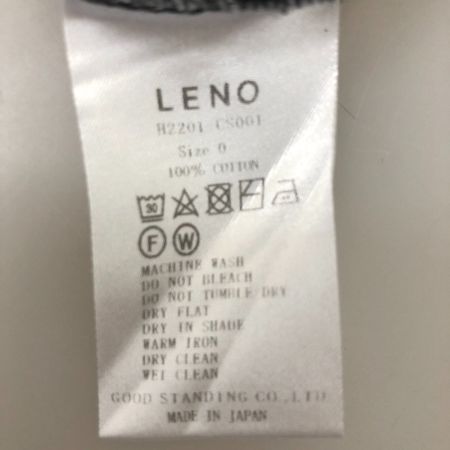 LENO
H2201 CS001
Size 0
100% COTTON
30
F W
MACHINE WASH
DO NOT BLEACH
DO NOT TUMBLE DRY
DRY FLAT
DRY IN SHADE
WARM IRON
DRY CLEAN
WET CLEAN
GOOD STANDING CO.,LTD
MADE IN JAPAN